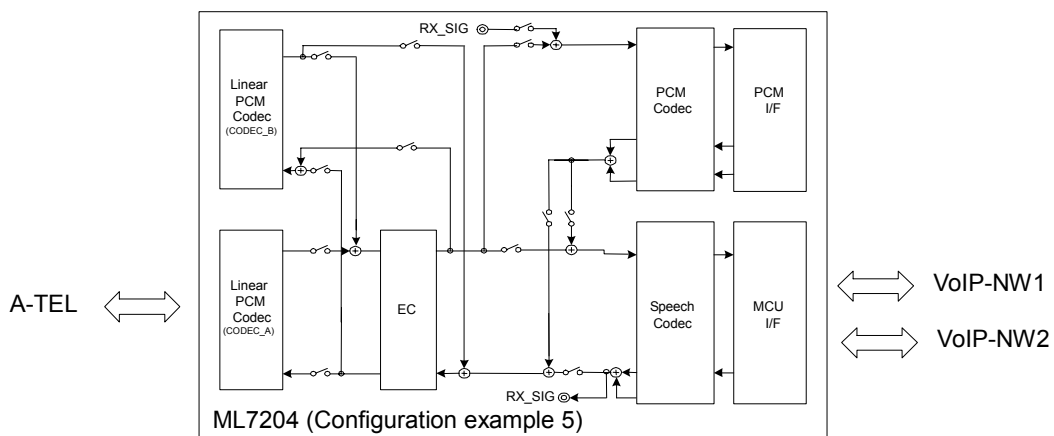 RX_SIG
Linear
PCM
Codec
(CODEC_B)
PCM
Codec
PCM
I/F
A-TEL
Linear
PCM
Codec
(CODEC_A)
EC
Speech
Codec
MCU
I/F
VoIP-NW1
VoIP-NW2
RX_SIG
ML7204 (Configuration example 5)